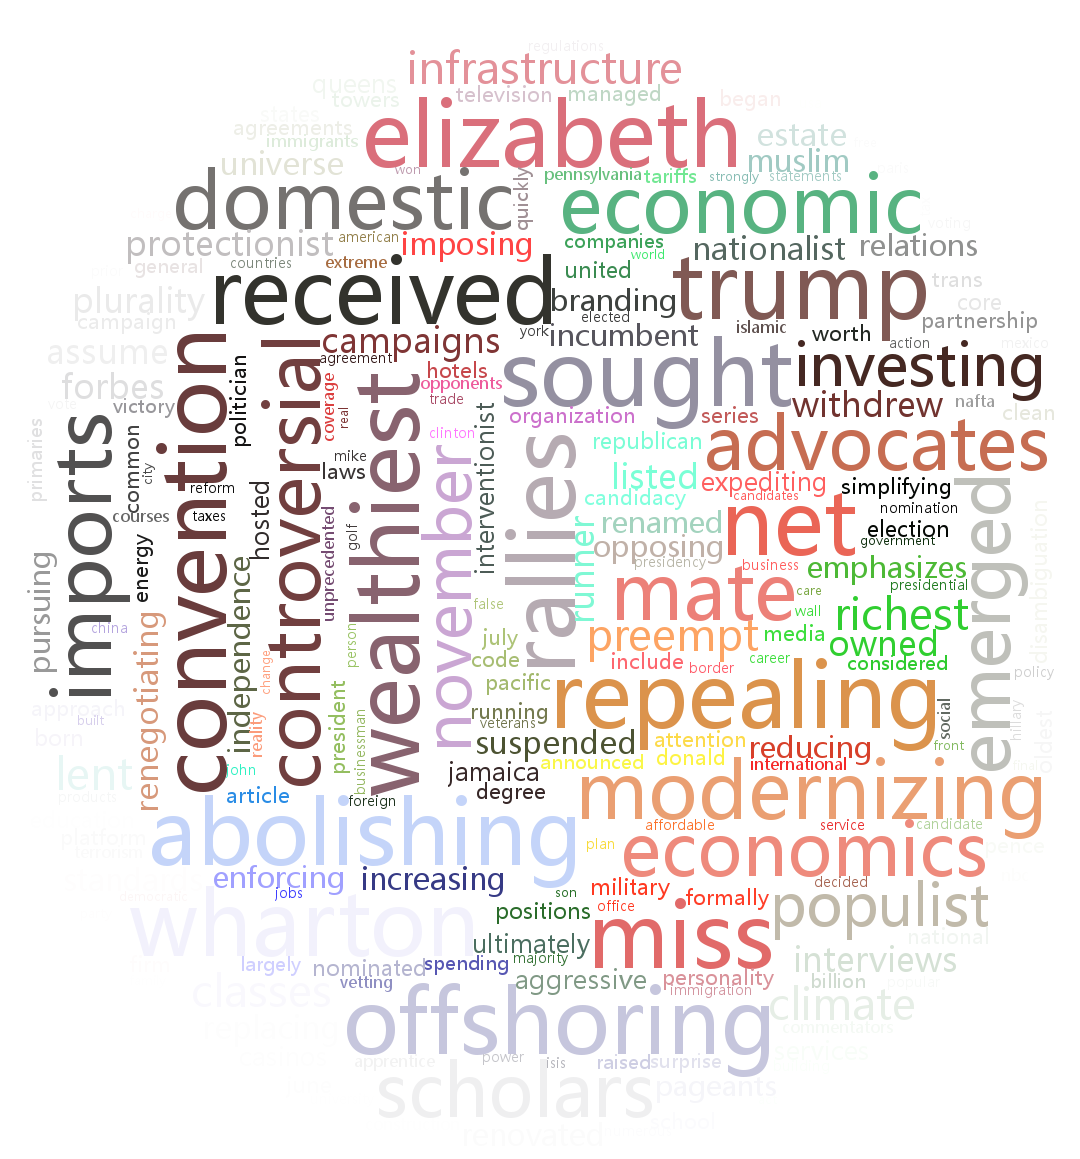 regulations
infrastructure
queens
television
managed
towers
began
elizabeth
states
agreements
immigrants
estate
universe
muslim
won
domestic
quickly
pennsylvania
tariffs
strongly
statements
economic
protectionist
american
imposing
companies
nationalist
relations
voting
general
countries
extreme
united
world
received
trump
trans
plurality
branding
core
campaign
elected
partnership
york
incumbent
islamic
worth
action
mexico
assume
campaigns
agreement
sought
investing
forbes
hotels
opponents
trade
withdrew
nafta
clean
vote
victory
politician
coverage
real
organization
series
primaries
imports
common
city
convention
controversial
wealthiest
clinton
november
interventionist
rallies
republican
advocates
mike
laws
listed
expediting
simplifying
reform
hosted
candidacy
candidates
nomination
courses
taxes
unprecedented
golf
renamed
net
election
government
emerged
disambiguation
energy
runner
opposing
presidency
business
emphasizes
presidential
pursuing
independence
mate
care
richest
china
renegotiating
false
wall
july
preempt
media
owned
person
code
include
border
career
considered
policy
change
pacific
repealing
approach
built
reality
president
businessman
running
veterans
social
hillary
oldest
born
suspended
attention
reducing
front
john
announced
donald
international
final
lent
jamaica
modernizing
products
article
degree
foreign
abolishing
platform
affordable
service
candidate
terrorism
plan
economics
pence
standards
enforcing
increasing
jobs
son
military
decided
democratic
office
formally
populist
wharton
positions
miss
ultimately
national
largely
nominated
spending
majority
interviews
vetting
aggressive
personality
billion
popular
classes
immigration
offshoring
climate
replacing
commentators
casinos
apprentice
power
isis
raised
surprise
services
scholars
pageants
school
renovated